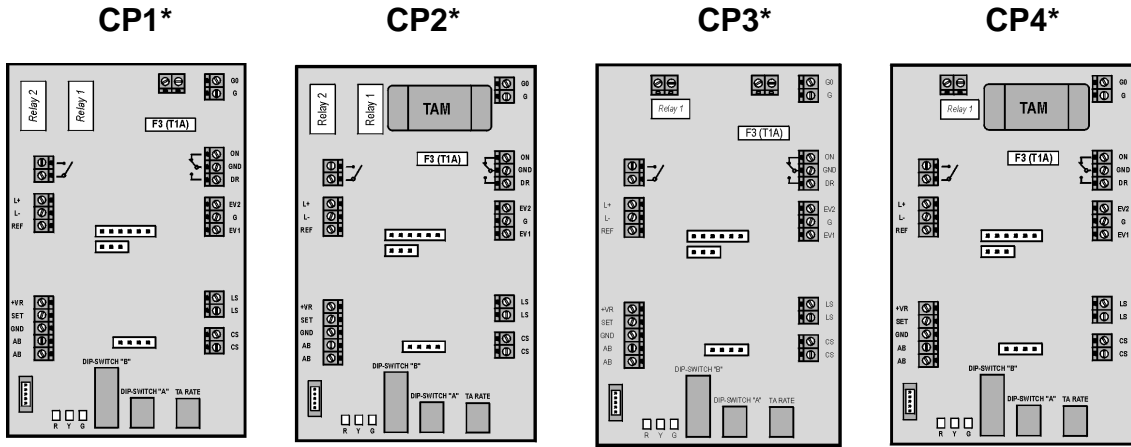 CP1* CP2* CP3* CP4*
Relay 2
Relay 1
G0
G
F3 (T1A)
ON
GND
DR
L+
L-
REF
EV2
G
EV1
+VR
SET
GND
AB
AB
LS
LS
CS
CS
DIP-SWITCH "B"
DIP-SWITCH "A"
TA RATE
R Y G
Relay 2
Relay 1
TAM
G0
G
F3 (T1A)
ON
GND
DR
L+
L-
REF
EV2
G
EV1
+VR
SET
GND
AB
AB
LS
LS
CS
CS
DIP-SWITCH "B"
DIP-SWITCH "A"
TA RATE
R Y G
Relay 1
G0
G
F3 (T1A)
ON
GND
DR
L+
L-
REF
EV2
G
EV1
+VR
SET
GND
AB
AB
LS
LS
CS
CS
DIP-SWITCH "B"
DIP-SWITCH "A"
TA RATE
R Y G
Relay 1
TAM
G0
G
F3 (T1A)
ON
GND
DR
L+
L-
REF
EV2
G
EV1
+VR
SET
GND
AB
AB
LS
LS
CS
CS
DIP-SWITCH "B"
DIP-SWITCH "A"
TA RATE
R Y G